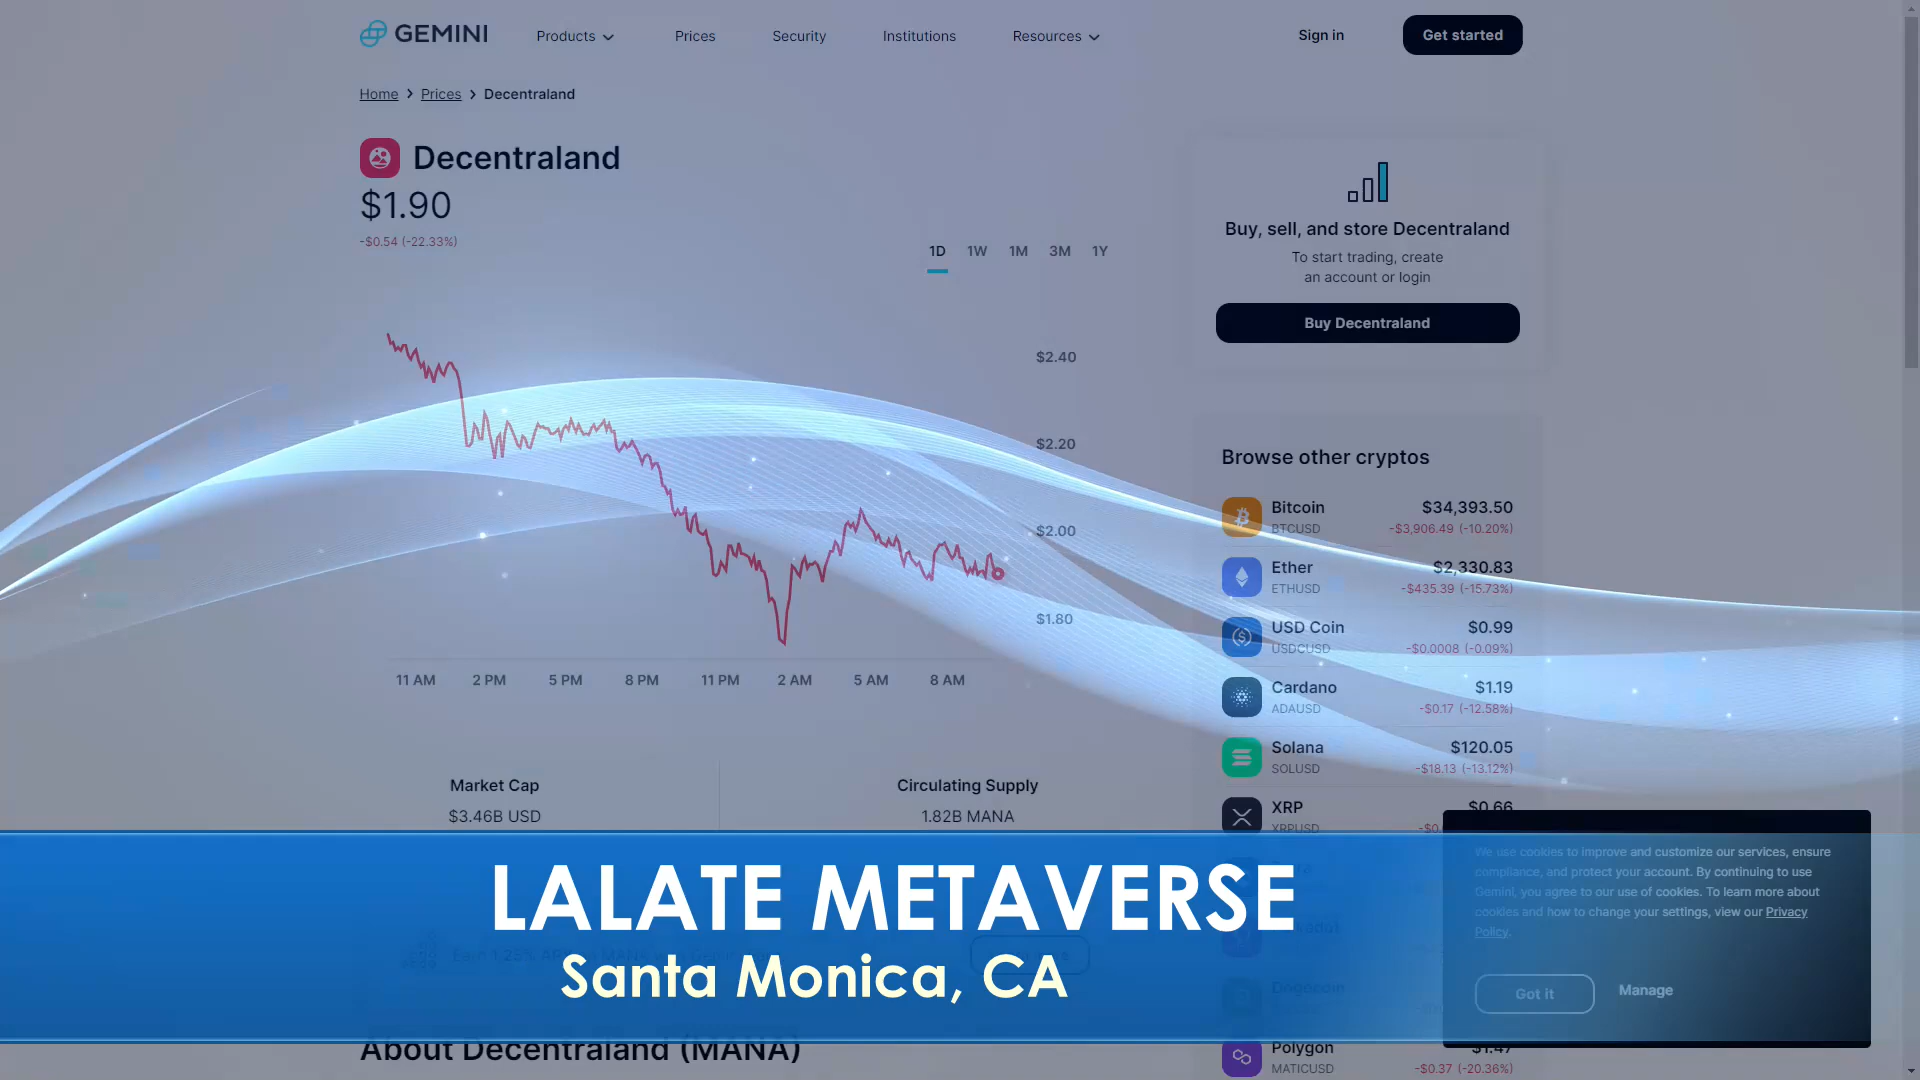 GEMINI
Products
Prices
Security
Institutions
Resources
Sign in
Get started
Home > Prices > Decentraland
Decentraland
$1.90
-$0.54 (-22.33%)
1D 1W 1M 3M 1Y
$2.40
$2.20
$2.00
$1.80
11 AM 2 PM 5 PM 8 PM 11 PM 2 AM 5 AM 8 AM
Market Cap
$3.46B USD
Circulating Supply
1.82B MANA
Buy, sell, and store Decentraland
To start trading, create
an account or login
Buy Decentraland
Browse other cryptos
Bitcoin $34,393.50
BTCUSD -$3,906.49 (-10.20%)
Ether $2,330.83
ETHUSD -$435.39 (-15.73%)
USD Coin $0.99
USDCUSD -$0.0008 (-0.09%)
Cardano $1.19
ADAUSD -$0.17 (-12.58%)
Solana $120.05
SOLUSD -$18.13 (-13.12%)
XRP $0.66
XRPUSD -$0.
We use cookies to improve and customize our services, ensure
compliance, and protect your account. By continuing to use
Gemini, you agree to our use of cookies. To learn more about
cookies and how to change your settings, view our Privacy
Policy.
Got it
Manage
LALATE METAVERSE
Santa Monica, CA
Dogecoin
About Decentraland (MANA)
Polygon $1.47
MATICUSD -$0.37 (-20.36%)